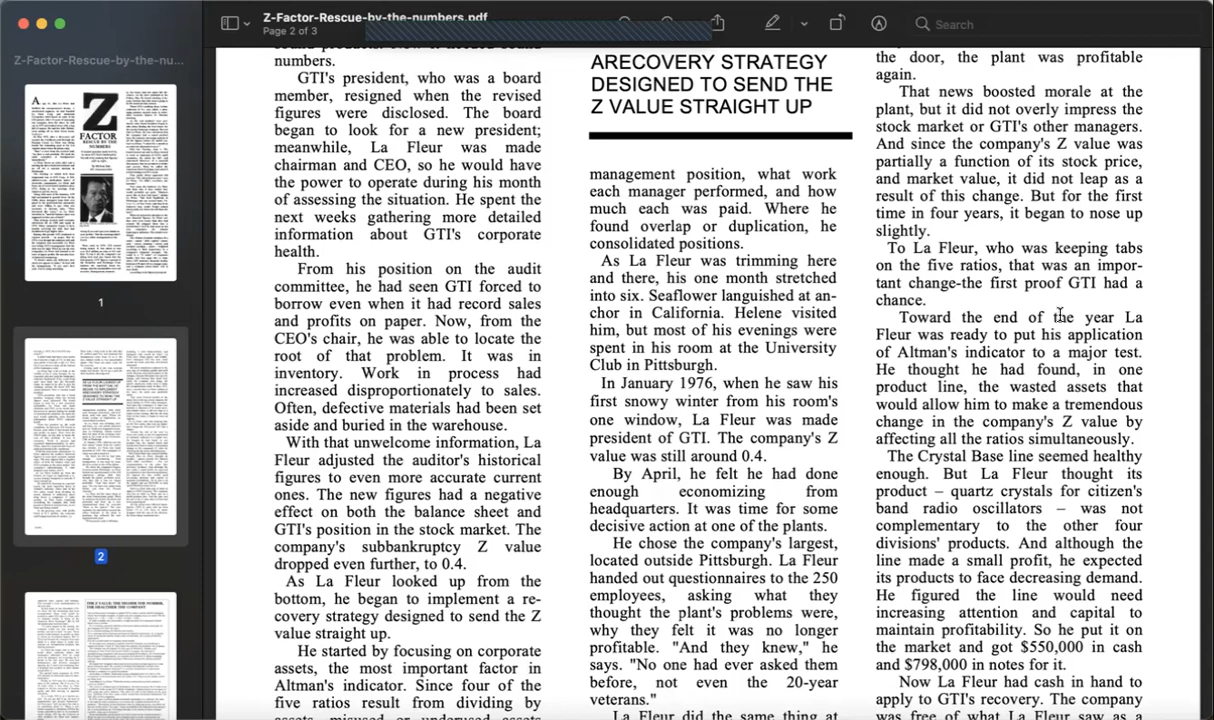 Z-Factor-Rescue-by-the-numbers.pdf
Page 2 of 3
Search
Z-Factor-Rescue-by-the-nu...
Z
FACTOR
1
2
numbers.
GTI's president, who was a board
member, resigned when the revised
figures were disclosed. The board
began to look for a new president;
meanwhile, La Fleur was made
chairman and CEO, so he would have
the power to operate during a month
of assessing the situation. He spent the
next weeks gathering more detailed
information about GTI's financial
health.
From his position on the audit
committee, he had seen GTI forced to
borrow even when it had record sales
and profits on paper. Now, from the
CEO's chair, he was able to locate the
root of that problem. It was in
inventory. Work in process had
increased disproportionately to sales.
Often, defective materials had been set
aside and buried in the warehouse.
With that unwelcome information, La
Fleur adjusted the already revised
figures to even more accurate current
ones. The new figures had a negative
effect on both the balance sheet and
GTI's position in the stock market. The
company's subbankruptcy Z value
dropped even further, to 0.4.
As La Fleur looked up from the
bottom, he began to implement a re-
covery strategy designed to send the Z
value straight up.
He started by focusing on corporate
assets, the most important factor in
Altman's indicator. Since four of the
five ratios result from dividing by
assets, misused or underused assets
ARECOVERY STRATEGY
DESIGNED TO SEND THE
Z VALUE STRAIGHT UP
management position, what work
each manager performed, and how
much each was paid. Where he
found overlap or duplication, he
consolidated positions.
As La Fleur was trimming here
and there, his one month stretched
into six. Seaflower languished at an-
chor in California. Helene visited
him, but most of his evenings were
spent in his room at the University
Club in Pittsburgh.
In January 1976, when he saw his
first snowy winter from his room's
one window, La Fleur was made
president of GTI. The company's Z
value was still around 0.4.
By April, he felt he had done
enough economizing from
headquarters. It was time for some
decisive action at one of the plants.
He chose the company's largest,
located outside Pittsburgh. La Fleur
handed out questionnaires to the 250
employees, asking what they
thought the plant's problems were,
why they felt it was no longer
profitable. "And they knew," he
says. "No one had ever asked them
before, not even the 20-year
veterans."
La Fleur did the same thing at
the door, the plant was profitable
again.
That news boosted morale at the
plant, but it did not overly impress the
stock market or GTI's other managers.
And since the company's Z value was
partially a function of its stock price,
and market value, it did not leap as a
result of this change. But for the first
time in four years, it began to nose up
slightly.
To La Fleur, who was keeping tabs
on the five ratios, that was an impor-
tant change-the first proof GTI had a
chance.
Toward the end of the year La
Fleur was ready to put his application
of Altman's indicator to a major test.
He thought he had found, in one
product line, the wasted assets that
would allow him to make a tremendous
change in the company's Z value by
affecting all the ratios simultaneously.
The Crystal Base line seemed healthy
enough. But La Fleur thought its
product – quartz crystals for citizen's
band radio oscillators – was not
complementary to the other four
divisions' products. And although the
line made a small profit, he expected
its products to face decreasing demand.
He figured the line would need
increasing attention and capital to
maintain profitability. So he put it on
the market and got $550,000 in cash
and $798,000 in notes for it.
Now La Fleur had cash in hand to
apply to GTI's recovery. The company
was free of what La Fleur saw as a